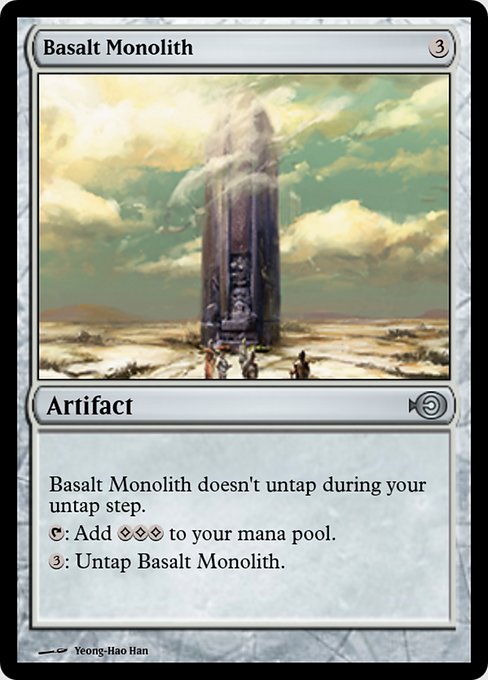 Basalt Monolith 3
Artifact
Basalt Monolith doesn't untap during your
untap step.
: Add to your mana pool.
3: Untap Basalt Monolith.
Yeong-Hao Han